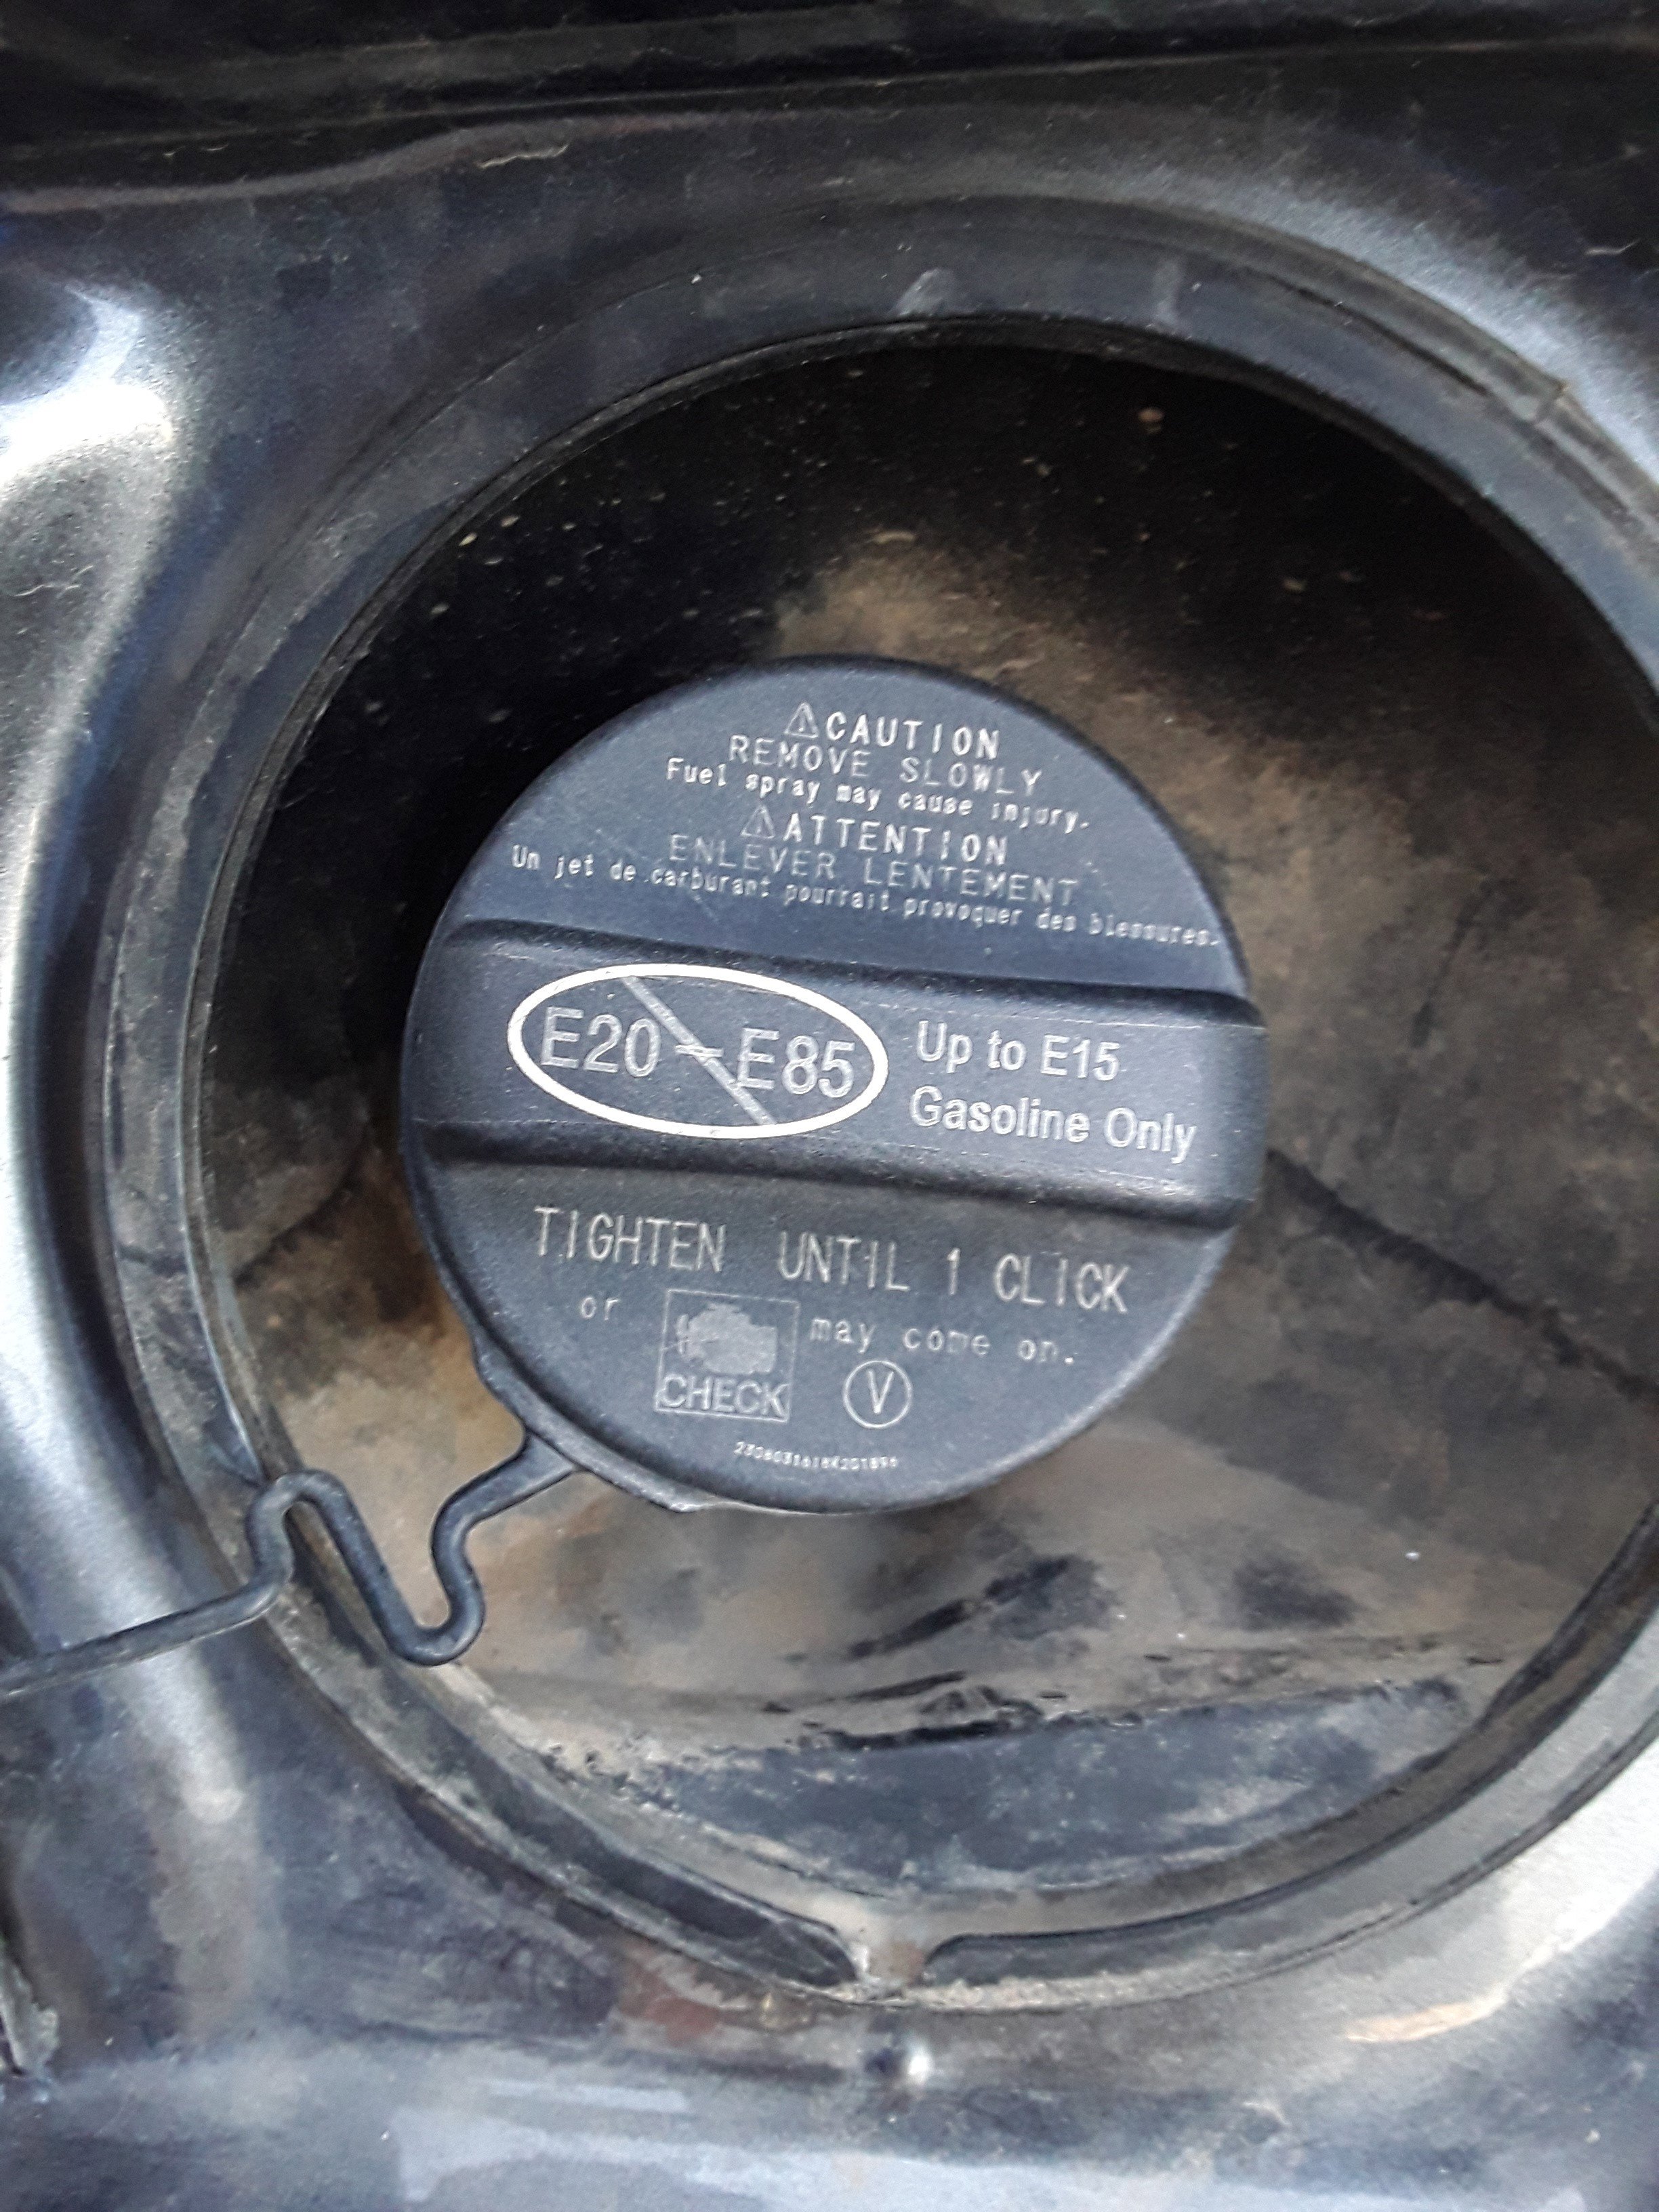 ⚠CAUTION
REMOVE SLOWLY
Fuel spray may cause injury.
⚠ATTENTION
ENLEVER LENTEMENT
Un jet de carburant pourrait provoquer des blessures.
E20-E85
Up to E15
Gasoline Only
TIGHTEN UNTIL 1 CLICK
or CHECK may come on.
V